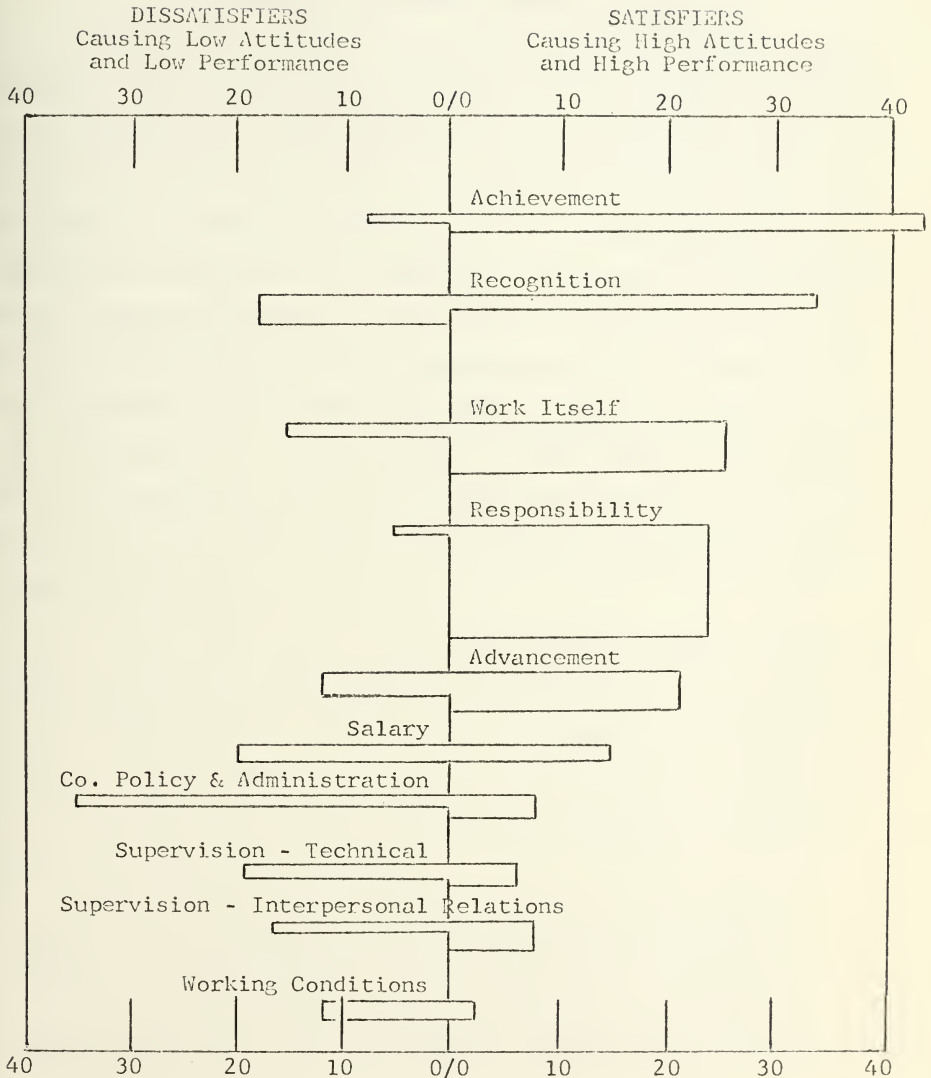 DISSATISFIERS
Causing Low Attitudes
and Low Performance
SATISFIERS
Causing High Attitudes
and High Performance
40 30 20 10 0/0 10 20 30 40
Achievement
Recognition
Work Itself
Responsibility
Advancement
Salary
Co. Policy & Administration
Supervision - Technical
Supervision - Interpersonal Relations
Working Conditions
40 30 20 10 0/0 10 20 30 40